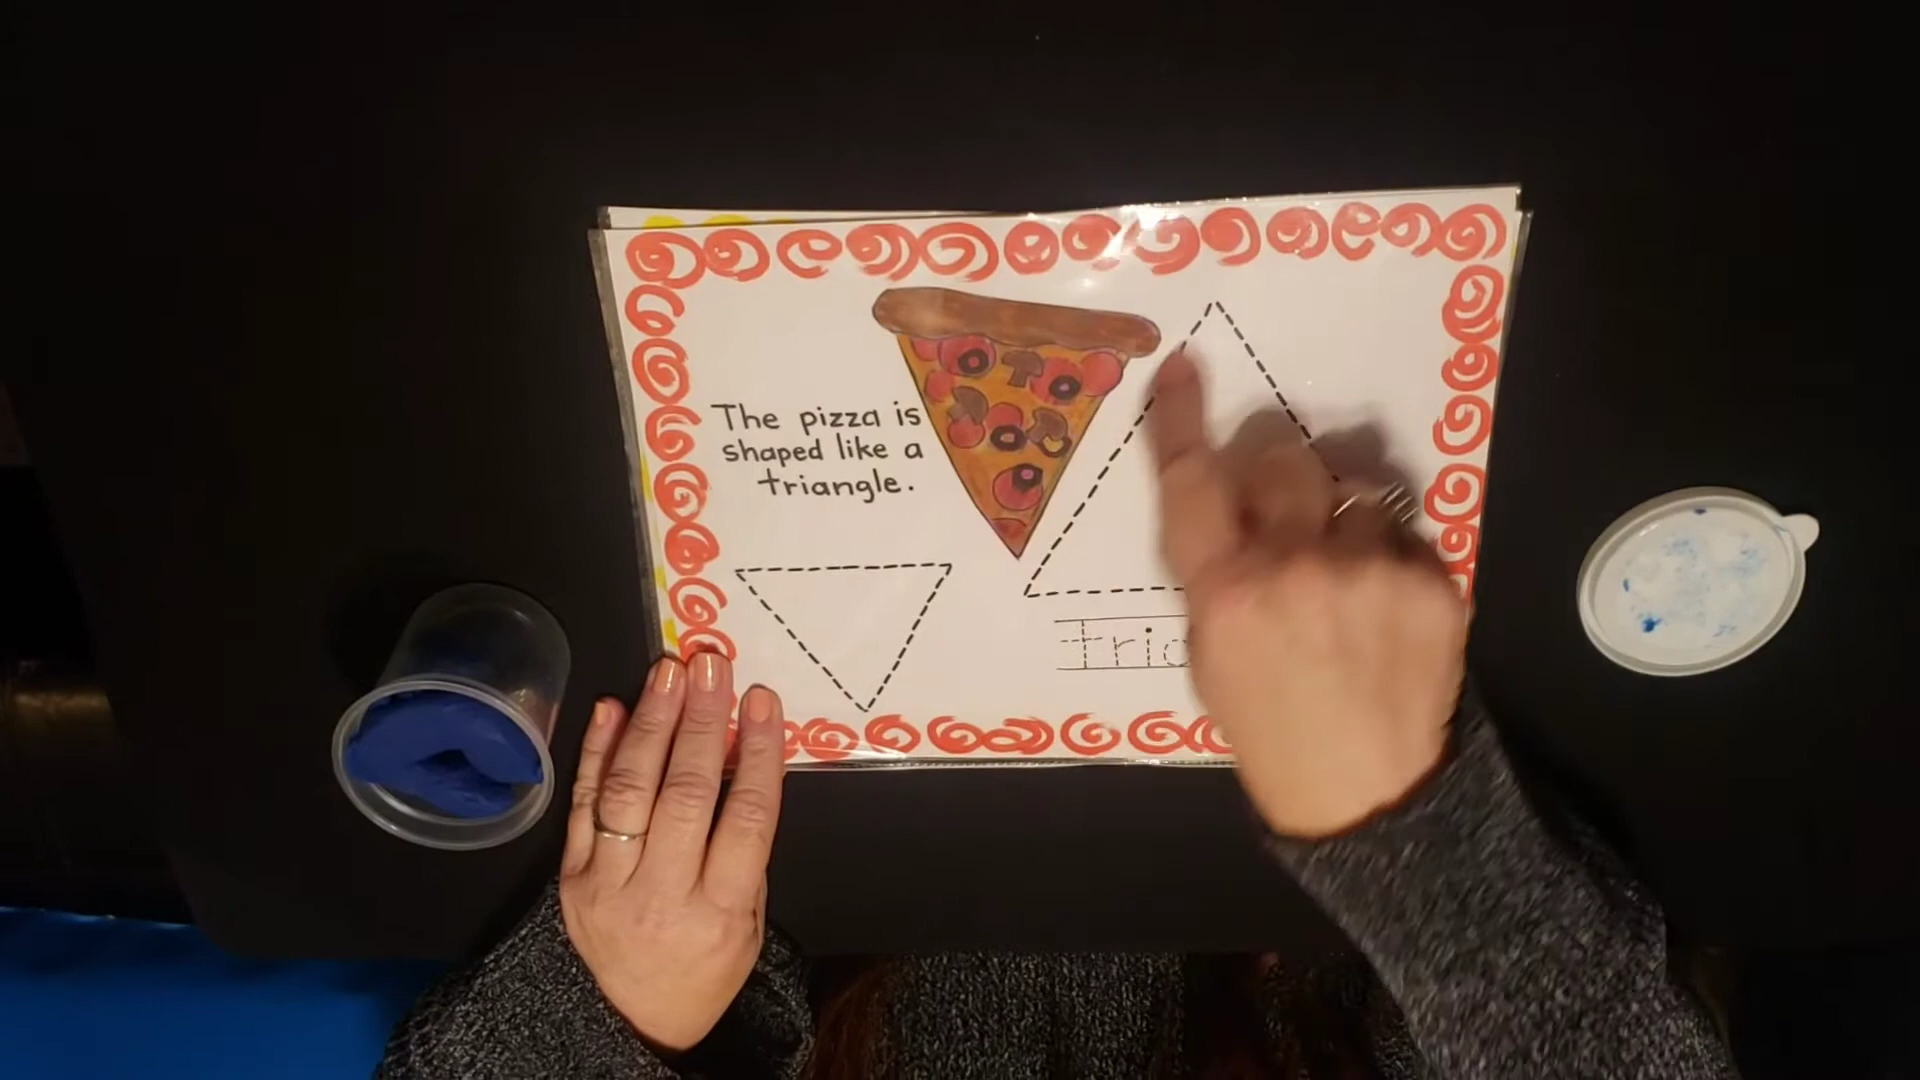 The pizza is
shaped like a
triangle.